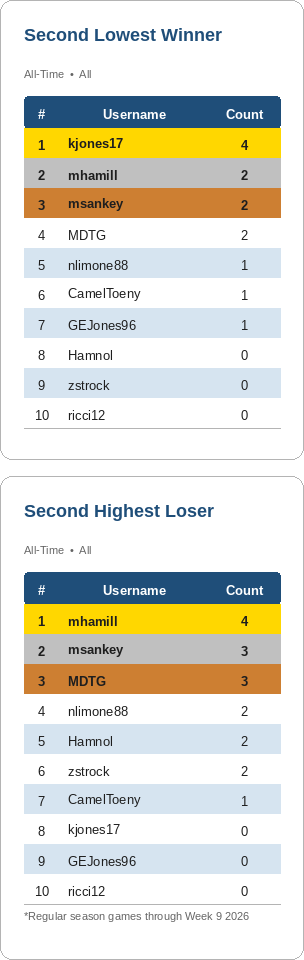 Second Lowest Winner
All-Time • All
# Username Count
1 kjones17 4
2 mhamill 2
3 msankey 2
4 MDTG 2
5 nlimone88 1
6 CamelToeny 1
7 GEJones96 1
8 Hamnol 0
9 zstrock 0
10 ricci12 0
Second Highest Loser
All-Time • All
# Username Count
1 mhamill 4
2 msankey 3
3 MDTG 3
4 nlimone88 2
5 Hamnol 2
6 zstrock 2
7 CamelToeny 1
8 kjones17 0
9 GEJones96 0
10 ricci12 0
*Regular season games through Week 9 2026